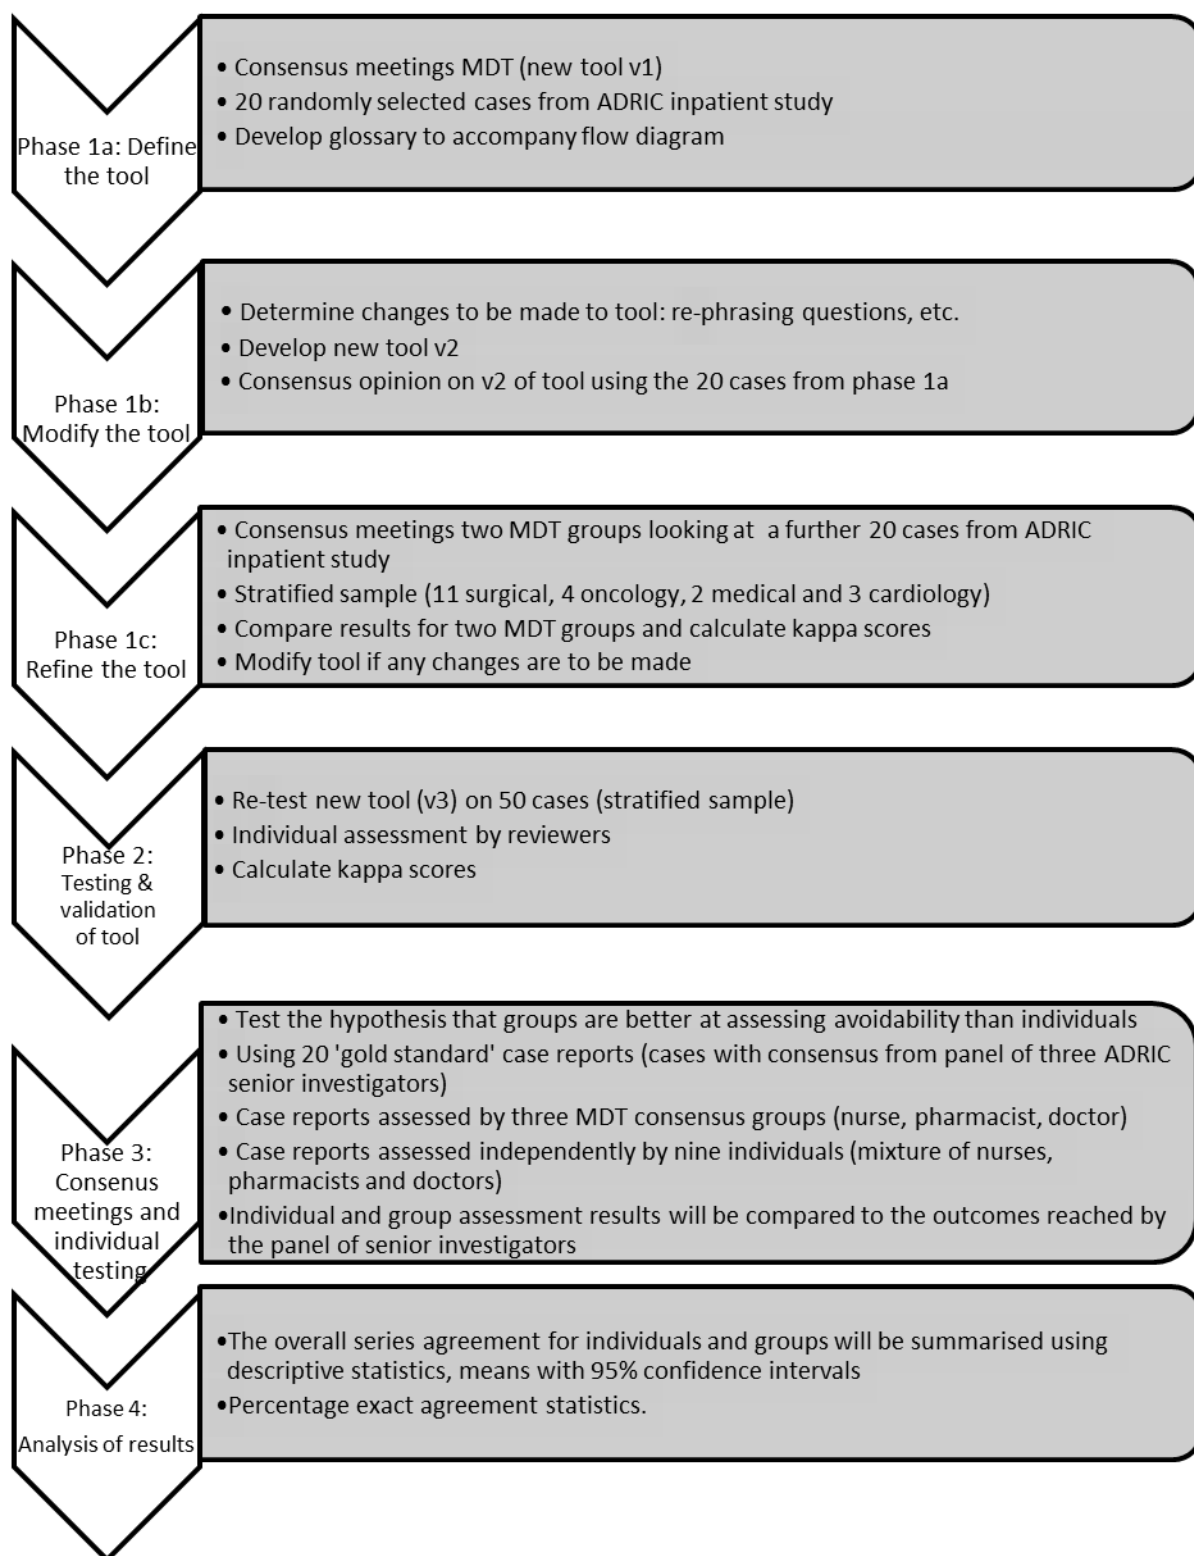 Phase 1a: Define
the tool
• Consensus meetings MDT (new tool v1)
• 20 randomly selected cases from ADRIC inpatient study
• Develop glossary to accompany flow diagram
Phase 1b:
Modify the tool
• Determine changes to be made to tool: re-phrasing questions, etc.
• Develop new tool v2
• Consensus opinion on v2 of tool using the 20 cases from phase 1a
Phase 1c:
Refine the tool
• Consensus meetings two MDT groups looking at a further 20 cases from ADRIC
inpatient study
• Stratified sample (11 surgical, 4 oncology, 2 medical and 3 cardiology)
• Compare results for two MDT groups and calculate kappa scores
• Modify tool if any changes are to be made
Phase 2:
Testing &
validation
of tool
• Re-test new tool (v3) on 50 cases (stratified sample)
• Individual assessment by reviewers
• Calculate kappa scores
Phase 3:
Consenus
meetings and
individual
testing
• Test the hypothesis that groups are better at assessing avoidability than individuals
• Using 20 'gold standard' case reports (cases with consensus from panel of three ADRIC
senior investigators)
• Case reports assessed by three MDT consensus groups (nurse, pharmacist, doctor)
• Case reports assessed independently by nine individuals (mixture of nurses,
pharmacists and doctors)
•Individual and group assessment results will be compared to the outcomes reached by
the panel of senior investigators
Phase 4:
Analysis of results
•The overall series agreement for individuals and groups will be summarised using
descriptive statistics, means with 95% confidence intervals
•Percentage exact agreement statistics.